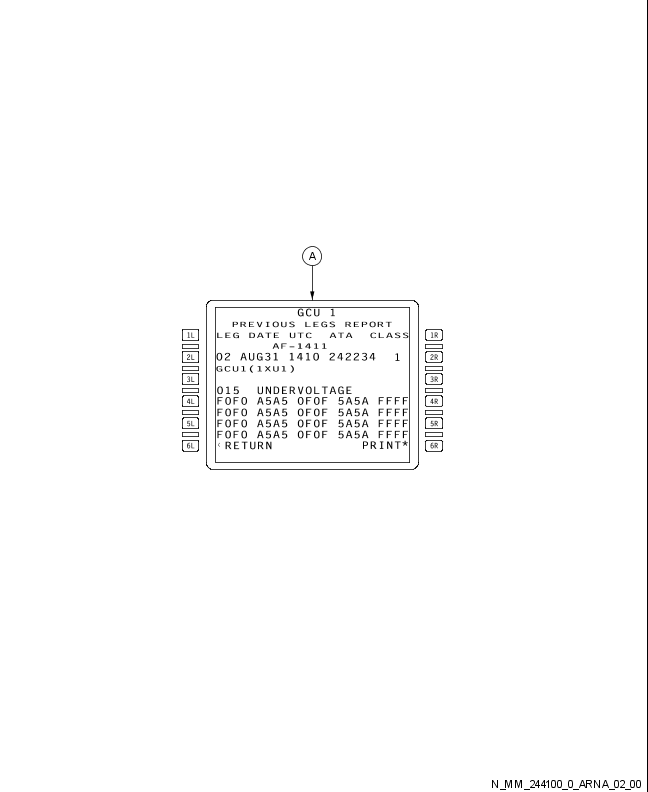 A
GCU 1
PREVIOUS LEGS REPORT
1L LEG DATE UTC ATA CLASS 1R
AF-1411
2L 02 AUG31 1410 242234 1 2R
GCU1(1XU1)
3L 3R
015 UNDERVOLTAGE
4L F0F0 A5A5 0F0F 5A5A FFFF 4R
F0F0 A5A5 0F0F 5A5A FFFF
5L F0F0 A5A5 0F0F 5A5A FFFF 5R
F0F0 A5A5 0F0F 5A5A FFFF
6L <RETURN PRINT* 6R
N_MM_244100_0_ARNA_02_00